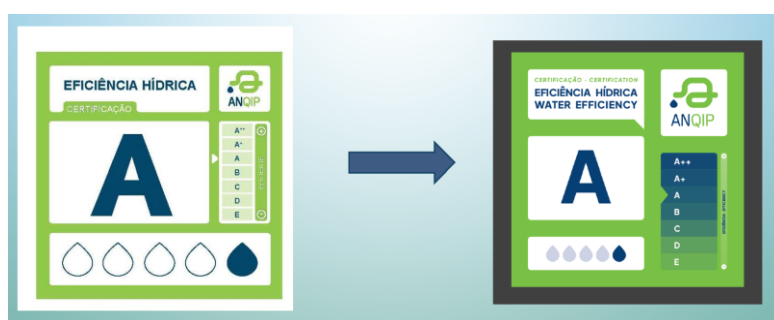 EFICIÊNCIA HÍDRICA
CERTIFICAÇÃO
ANQIP
A
A++
A+
A
B
C
D
E
CERTIFICAÇÃO - CERTIFICATION
EFICIÊNCIA HÍDRICA
WATER EFFICIENCY
ANQIP
A
A++
A+
A
B
C
D
E